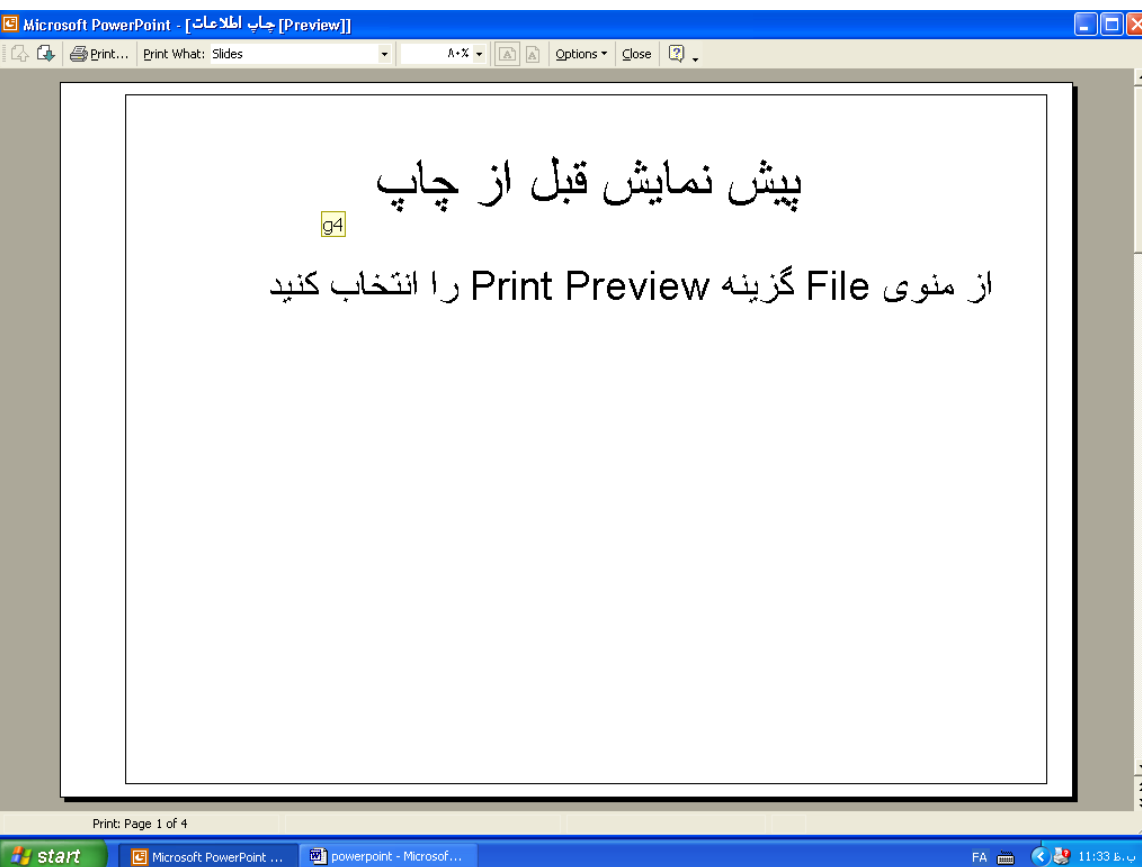 Microsoft PowerPoint - [چاپ اطلاعات [Preview]]
Print... Print What: Slides ۸۰% Options Close
پیش نمایش قبل از چاپ
g4
از منوی File گزینه Print Preview را انتخاب کنید
Print: Page 1 of 4
start Microsoft PowerPoint ... powerpoint - Microsof... FA 11:33 ب.ظ